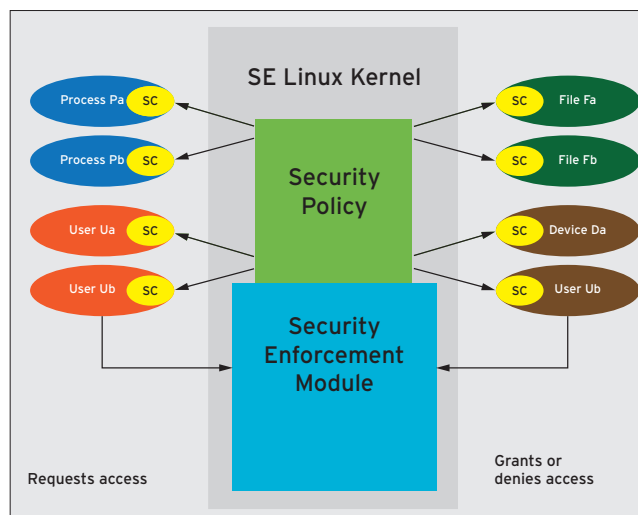 SE Linux Kernel
Process Pa
SC
Process Pb
SC
User Ua
SC
User Ub
SC
Security
Policy
Security
Enforcement
Module
SC
File Fa
SC
File Fb
SC
Device Da
SC
User Ub
Requests access
Grants or
denies access